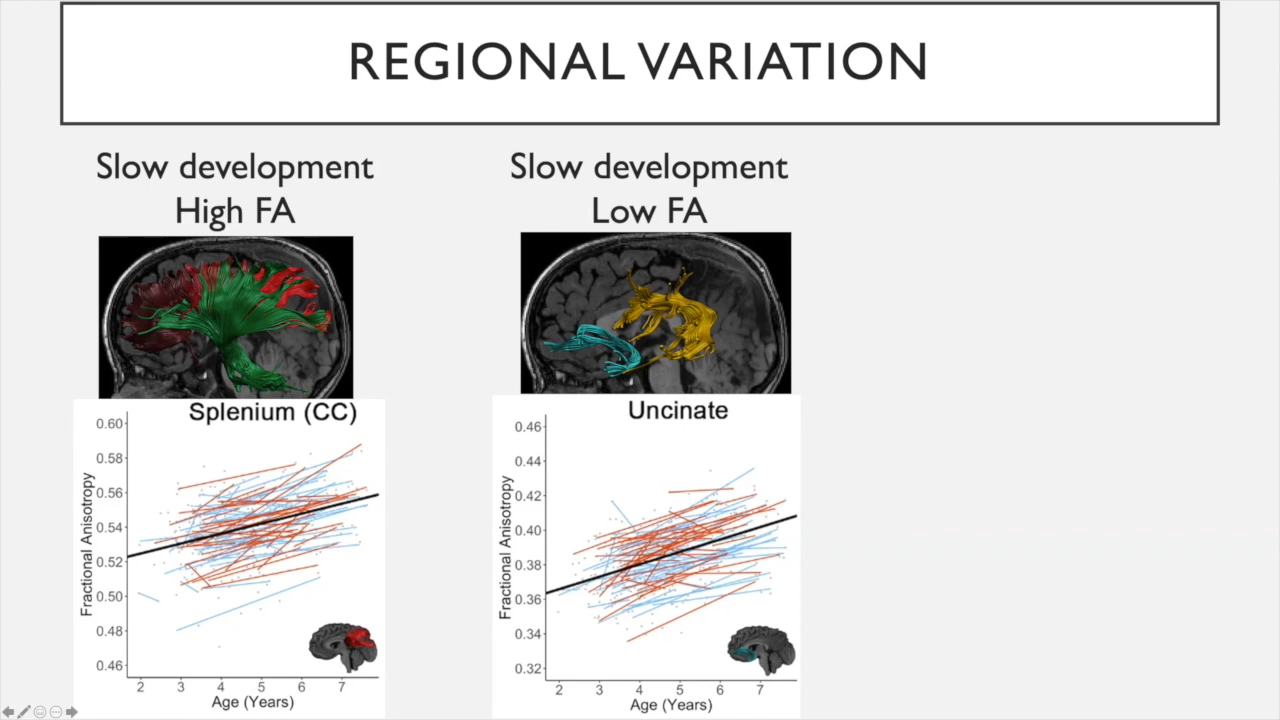 REGIONAL VARIATION
Slow development
High FA
Slow development
Low FA
Splenium (CC)
0.60
0.58
0.56
0.54
0.52
0.50
0.48
0.46
Fractional Anisotropy
2 3 4 5 6 7
Age (Years)
Uncinate
0.46
0.44
0.42
0.40
0.38
0.36
0.34
0.32
Fractional Anisotropy
2 3 4 5 6 7
Age (Years)